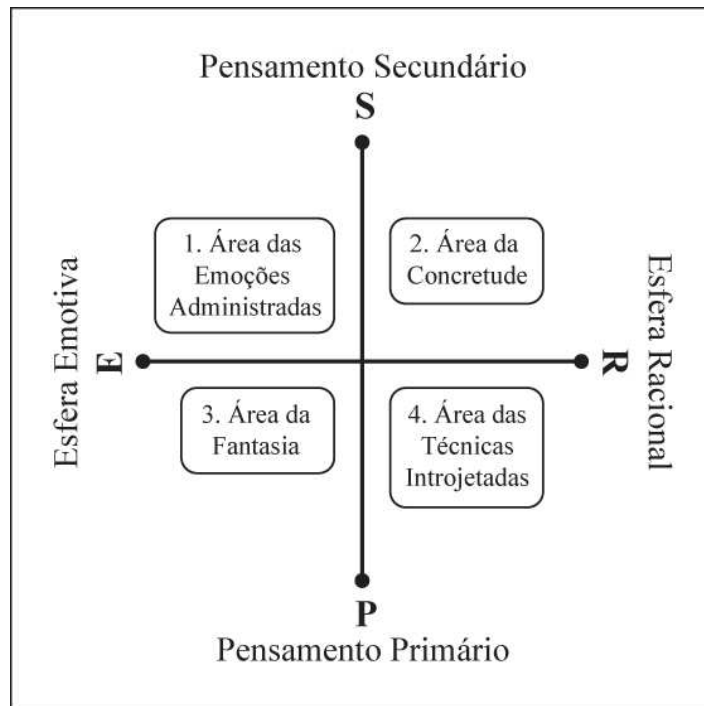 Pensamento Secundário
S
1. Área das
Emoções
Administradas
2. Área da
Concretude
Esfera Emotiva
E
R
Esfera Racional
3. Área da
Fantasia
4. Área das
Técnicas
Introjetadas
P
Pensamento Primário